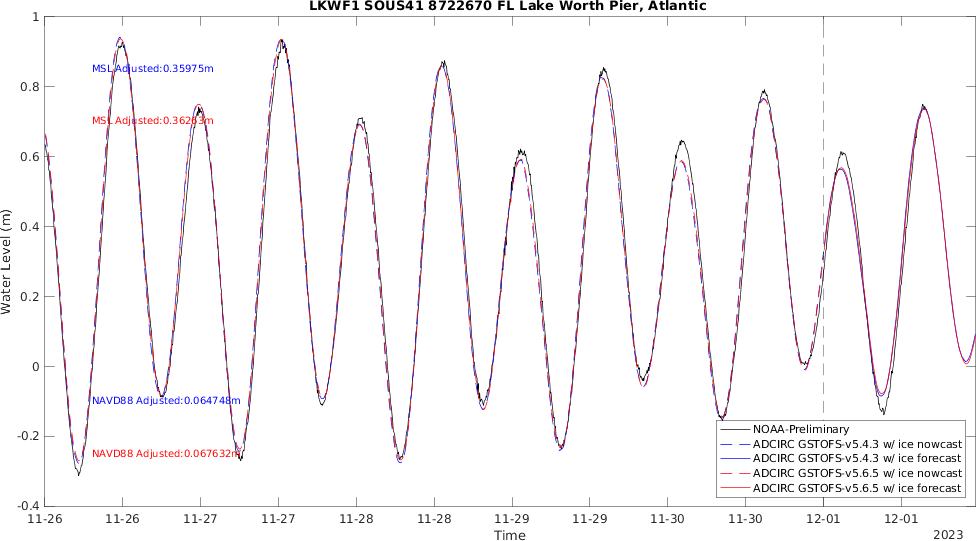 LKWF1 SOUS41 8722670 FL Lake Worth Pier, Atlantic
1
0.8
0.6
0.4
0.2
0
-0.2
-0.4
Water Level (m)
MSL Adjusted:0.35975m
MSL Adjusted:0.36263m
NAVD88 Adjusted:0.064748m
NAVD88 Adjusted:0.067632m
NOAA-Preliminary
ADCIRC GSTOFS-v5.4.3 w/ ice nowcast
ADCIRC GSTOFS-v5.4.3 w/ ice forecast
ADCIRC GSTOFS-v5.6.5 w/ ice nowcast
ADCIRC GSTOFS-v5.6.5 w/ ice forecast
11-26 11-26 11-27 11-27 11-28 11-28 11-29 11-29 11-30 11-30 12-01 12-01
Time
2023